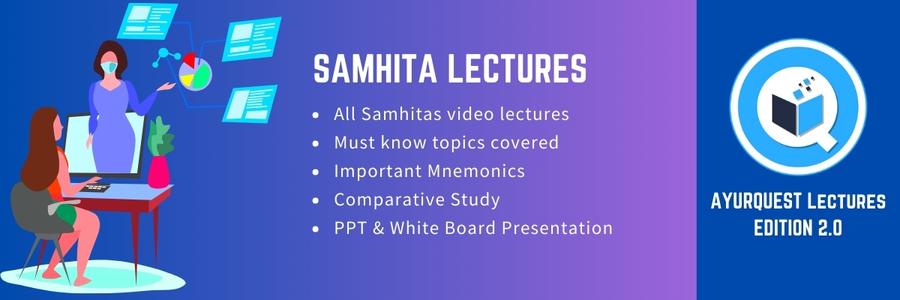 SAMHITA LECTURES
• All Samhitas video lectures
• Must know topics covered
• Important Mnemonics
• Comparative Study
• PPT & White Board Presentation
AYURQUEST LECTURES
EDITION 2.0